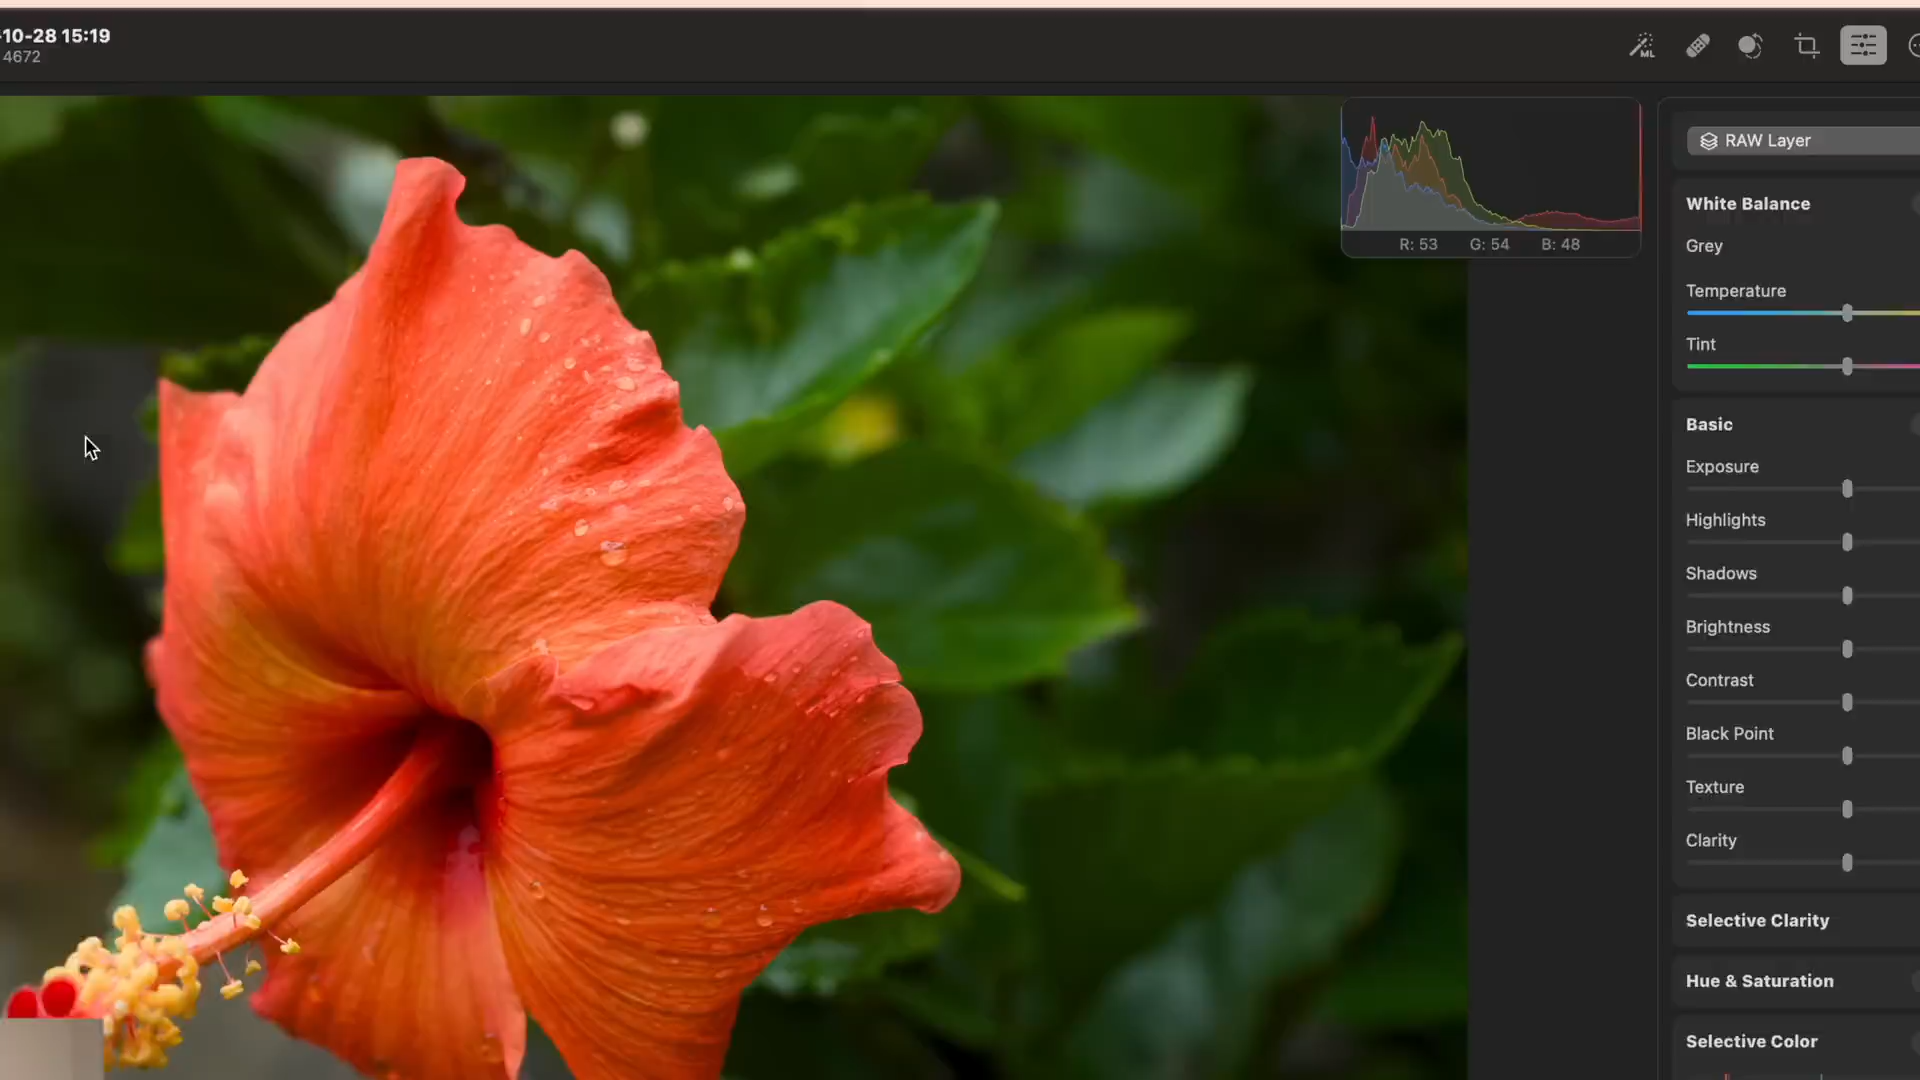 -10-28 15:19
4672
ML
RAW Layer
R: 53 G: 54 B: 48
White Balance
Grey
Temperature
Tint
Basic
Exposure
Highlights
Shadows
Brightness
Contrast
Black Point
Texture
Clarity
Selective Clarity
Hue & Saturation
Selective Color